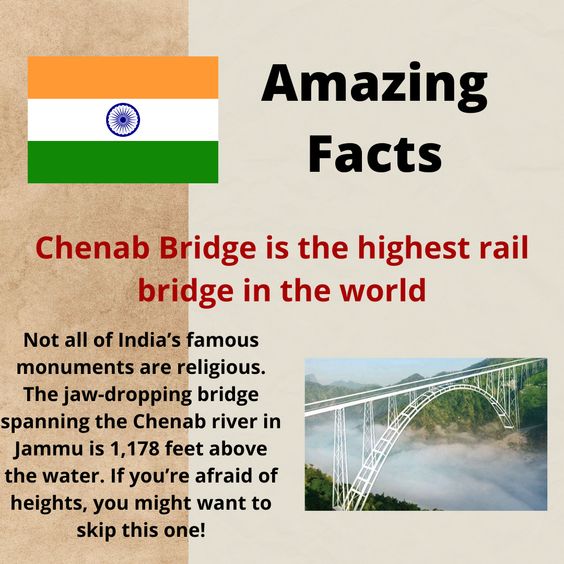 Amazing
Facts
Chenab Bridge is the highest rail
bridge in the world
Not all of India’s famous
monuments are religious.
The jaw-dropping bridge
spanning the Chenab river in
Jammu is 1,178 feet above
the water. If you’re afraid of
heights, you might want to
skip this one!